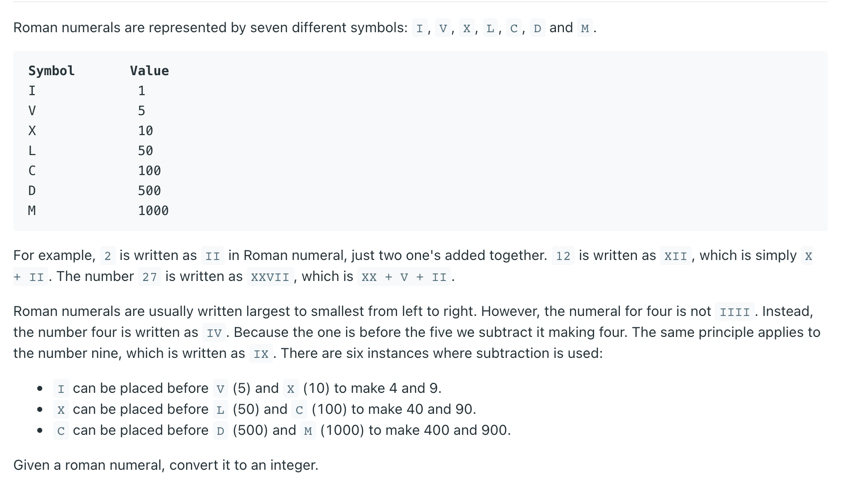 Roman numerals are represented by seven different symbols: I, V, X, L, C, D and M.
Symbol Value
I 1
V 5
X 10
L 50
C 100
D 500
M 1000
For example, 2 is written as II in Roman numeral, just two one's added together. 12 is written as XII, which is simply X
+ II. The number 27 is written as XXVII, which is XX + V + II.
Roman numerals are usually written largest to smallest from left to right. However, the numeral for four is not IIII. Instead,
the number four is written as IV. Because the one is before the five we subtract it making four. The same principle applies to
the number nine, which is written as IX. There are six instances where subtraction is used:
• I can be placed before V (5) and X (10) to make 4 and 9.
• X can be placed before L (50) and C (100) to make 40 and 90.
• C can be placed before D (500) and M (1000) to make 400 and 900.
Given a roman numeral, convert it to an integer.